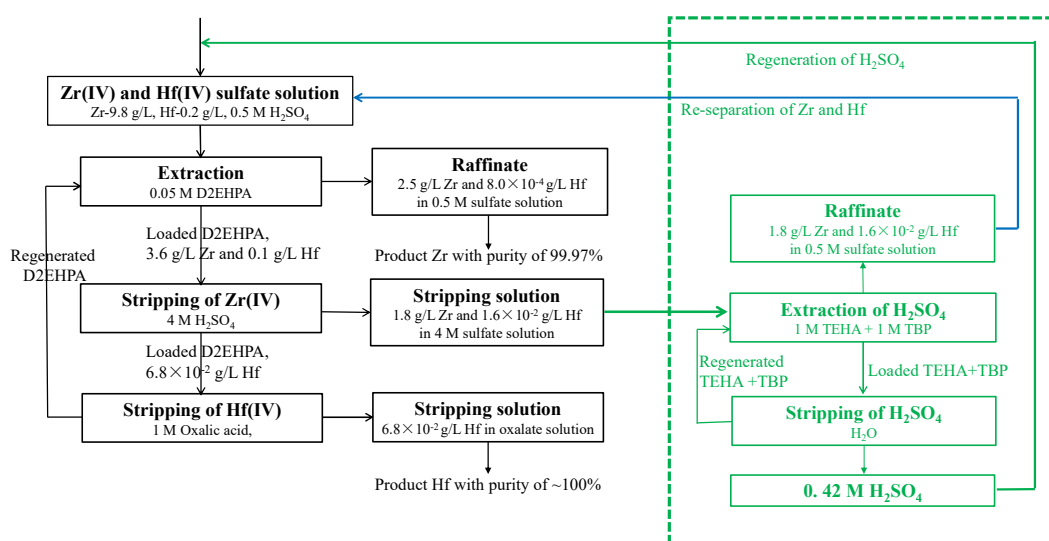 Regeneration of H₂SO₄
Zr(IV) and Hf(IV) sulfate solution
Zr-9.8 g/L, Hf-0.2 g/L, 0.5 M H₂SO₄
Re-separation of Zr and Hf
Extraction
0.05 M D2EHPA
Raffinate
2.5 g/L Zr and 8.0×10⁻⁴ g/L Hf
in 0.5 M sulfate solution
Regenerated
D2EHPA
Loaded D2EHPA,
3.6 g/L Zr and 0.1 g/L Hf
Product Zr with purity of 99.97%
Raffinate
1.8 g/L Zr and 1.6×10⁻² g/L Hf
in 0.5 M sulfate solution
Stripping of Zr(IV)
4 M H₂SO₄
Stripping solution
1.8 g/L Zr and 1.6×10⁻² g/L Hf
in 4 M sulfate solution
Extraction of H₂SO₄
1 M TEHA + 1 M TBP
Loaded D2EHPA,
6.8×10⁻² g/L Hf
Regenerated
TEHA +TBP
Loaded TEHA+TBP
Stripping of Hf(IV)
1 M Oxalic acid,
Stripping solution
6.8×10⁻² g/L Hf in oxalate solution
Stripping of H₂SO₄
H₂O
Product Hf with purity of ~100%
0. 42 M H₂SO₄